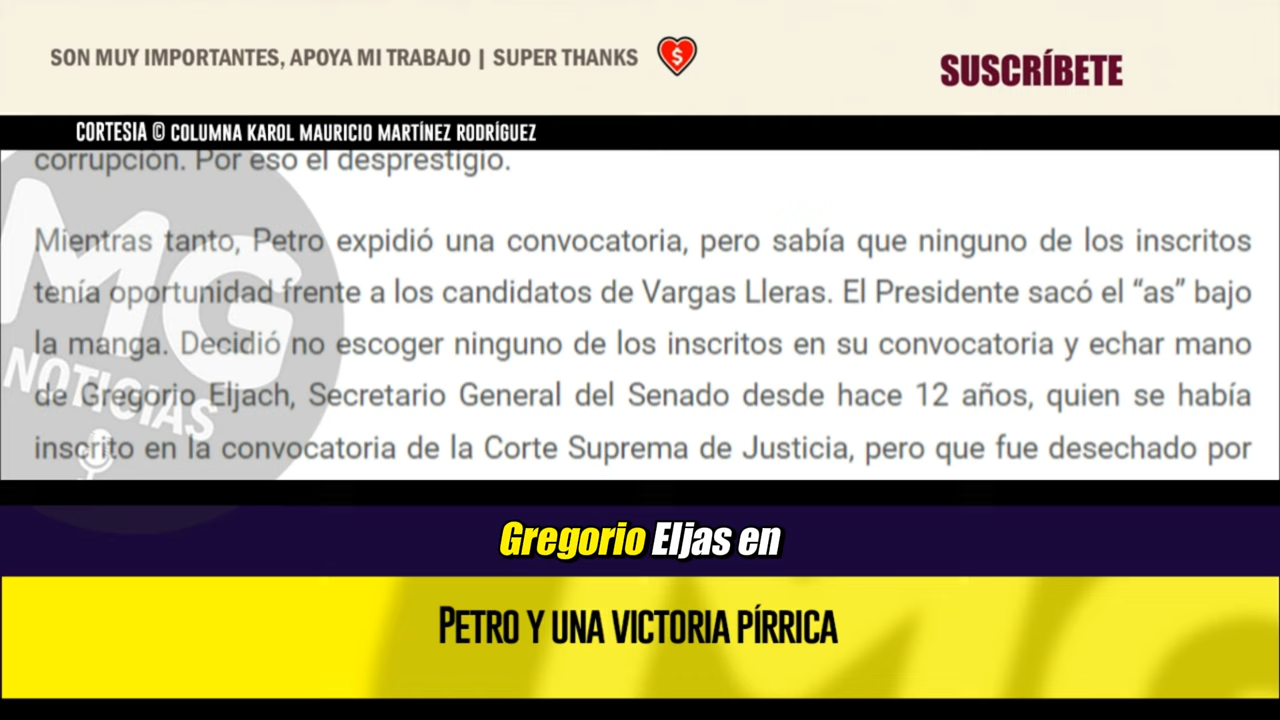 SON MUY IMPORTANTES, APOYA MI TRABAJO | SUPER THANKS
SUSCRÍBETE
CORTESIA © COLUMNA KAROL MAURICIO MARTÍNEZ RODRÍGUEZ
corrupción. Por eso el desprestigio.
Mientras tanto, Petro expidió una convocatoria, pero sabía que ninguno de los inscritos
tenía oportunidad frente a los candidatos de Vargas Lleras. El Presidente sacó el “as” bajo
la manga. Decidió no escoger ninguno de los inscritos en su convocatoria y echar mano
de Gregorio Eljach, Secretario General del Senado desde hace 12 años, quien se había
inscrito en la convocatoria de la Corte Suprema de Justicia, pero que fue desechado por
MG
NOTICIAS
Gregorio Eljas en
PETRO Y UNA VICTORIA PÍRRICA